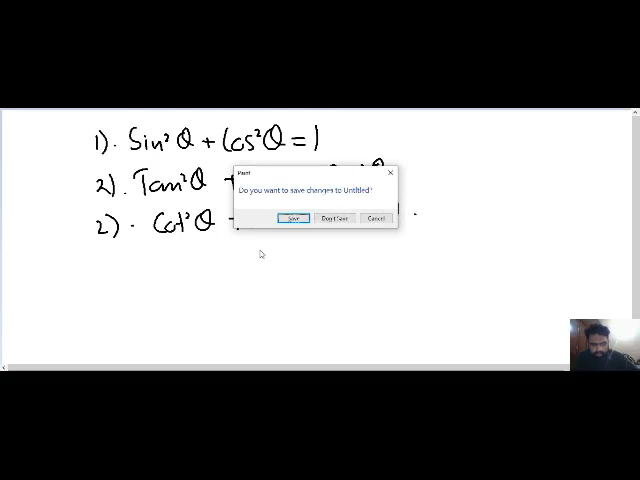 1). Sin²θ + Cos²θ = 1
2). Tan²θ +
Paint
Do you want to save changes to Untitled?
Save Don't Save Cancel
2). Cot²θ +